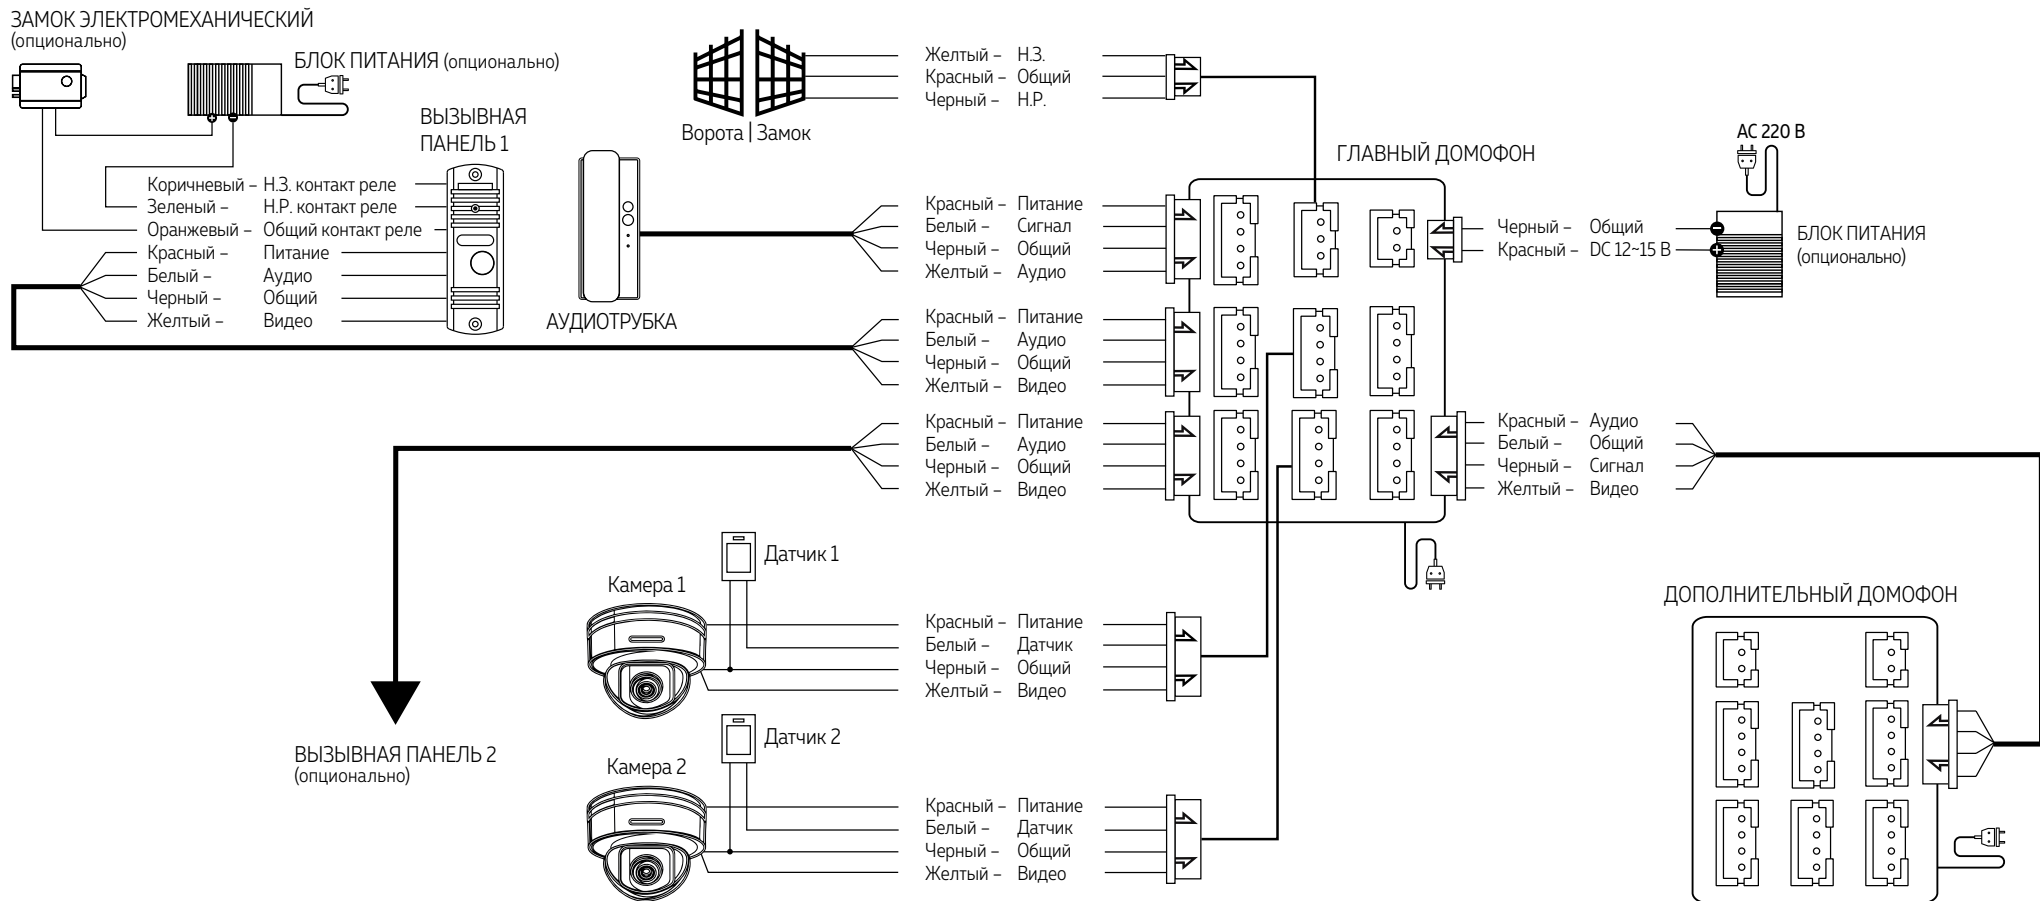 ЗАМОК ЭЛЕКТРОМЕХАНИЧЕСКИЙ
(опционально)
БЛОК ПИТАНИЯ (опционально)
ВЫЗЫВНАЯ
ПАНЕЛЬ 1
Коричневый – Н.З. контакт реле
Зеленый – Н.Р. контакт реле
Оранжевый – Общий контакт реле
Красный – Питание
Белый – Аудио
Черный – Общий
Желтый – Видео
Ворота | Замок
Желтый – Н.З.
Красный – Общий
Черный – Н.Р.
АУДИОТРУБКА
Красный – Питание
Белый – Сигнал
Черный – Общий
Желтый – Аудио
Красный – Питание
Белый – Аудио
Черный – Общий
Желтый – Видео
Красный – Питание
Белый – Аудио
Черный – Общий
Желтый – Видео
ГЛАВНЫЙ ДОМОФОН
AC 220 В
Черный – Общий
Красный – DC 12~15 В
БЛОК ПИТАНИЯ
(опционально)
Красный – Аудио
Белый – Общий
Черный – Сигнал
Желтый – Видео
ВЫЗЫВНАЯ ПАНЕЛЬ 2
(опционально)
Датчик 1
Камера 1
Красный – Питание
Белый – Датчик
Черный – Общий
Желтый – Видео
Датчик 2
Камера 2
Красный – Питание
Белый – Датчик
Черный – Общий
Желтый – Видео
ДОПОЛНИТЕЛЬНЫЙ ДОМОФОН